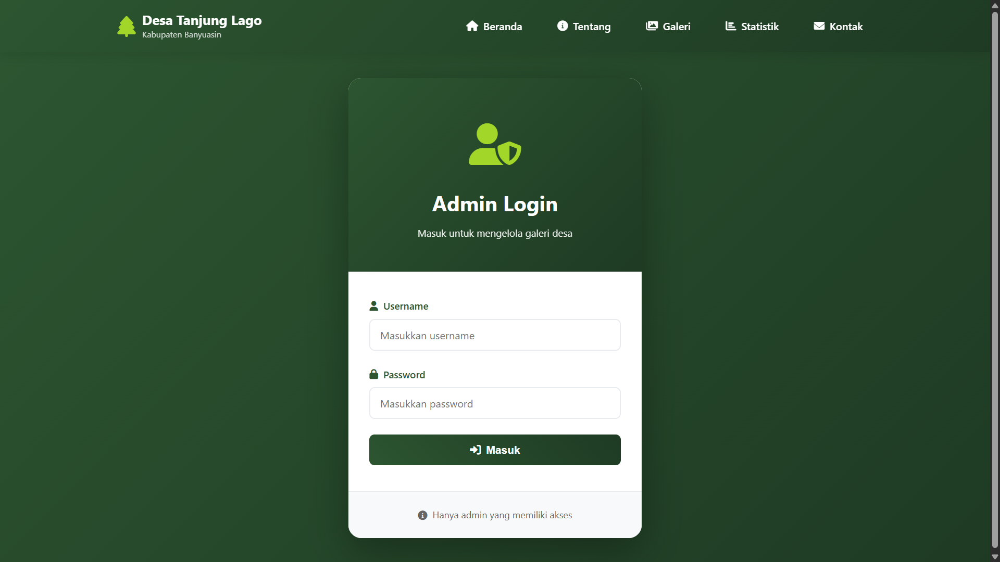 Desa Tanjung Lago
Kabupaten Banyuasin
Beranda
Tentang
Galeri
Statistik
Kontak
Admin Login
Masuk untuk mengelola galeri desa
Username
Masukkan username
Password
Masukkan password
Masuk
Hanya admin yang memiliki akses